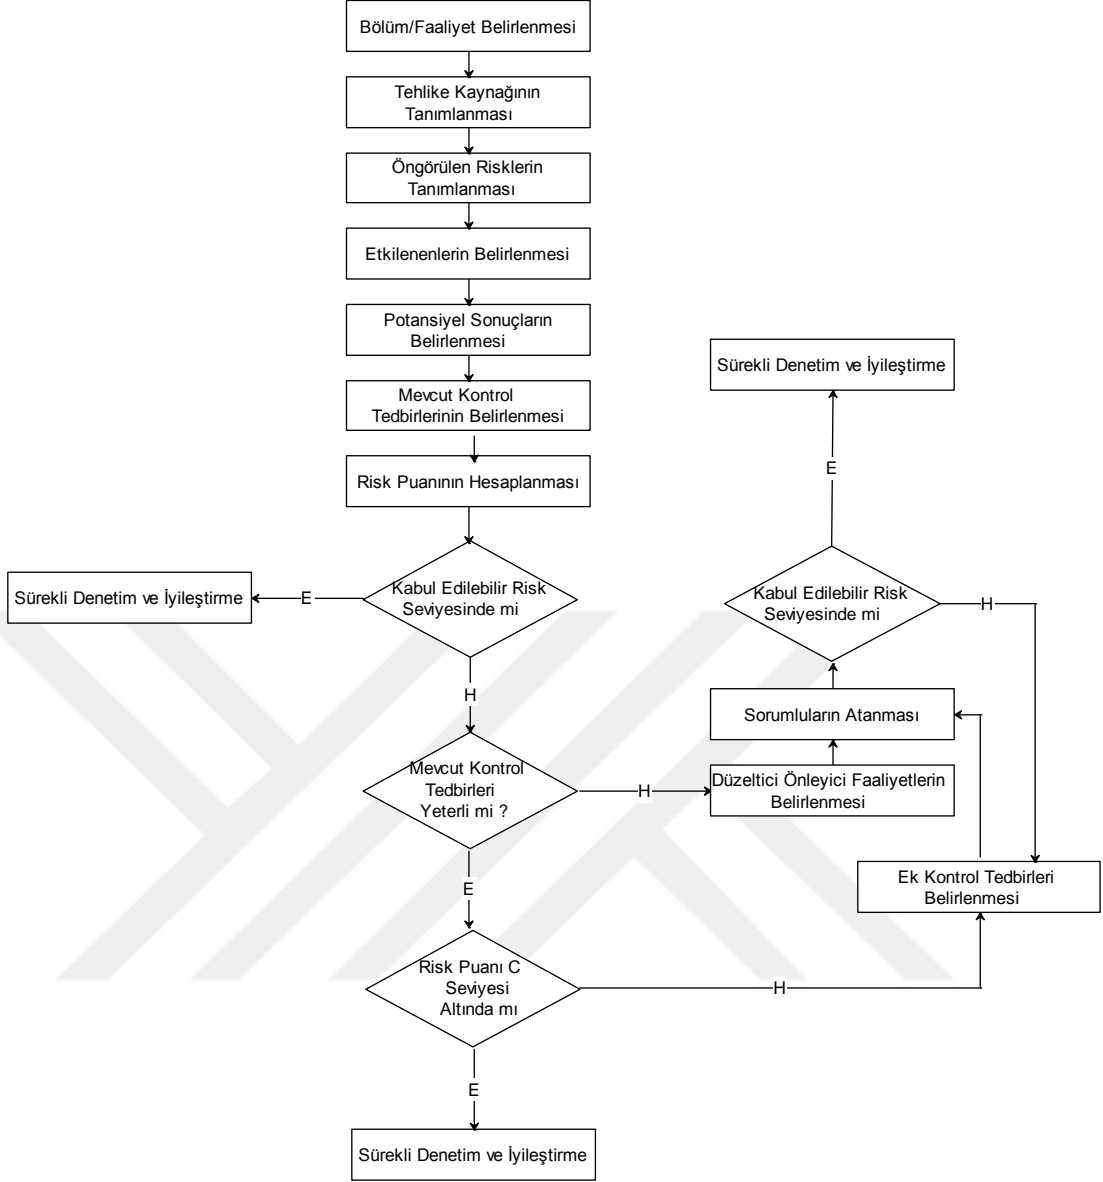 Bölüm/Faaliyet Belirlenmesi
Tehlike Kaynağının
Tanımlanması
Öngörülen Risklerin
Tanımlanması
Etkilenenlerin Belirlenmesi
Potansiyel Sonuçların
Belirlenmesi
Mevcut Kontrol
Tedbirlerinin Belirlenmesi
Risk Puanının Hesaplanması
Kabul Edilebilir Risk
Seviyesinde mi
E
Sürekli Denetim ve İyileştirme
H
Mevcut Kontrol
Tedbirleri
Yeterli mi ?
H
Düzeltici Önleyici Faaliyetlerin
Belirlenmesi
Sorumluların Atanması
Kabul Edilebilir Risk
Seviyesinde mi
E
Sürekli Denetim ve İyileştirme
H
Ek Kontrol Tedbirleri
Belirlenmesi
E
Risk Puanı C
Seviyesi
Altında mı
H
E
Sürekli Denetim ve İyileştirme